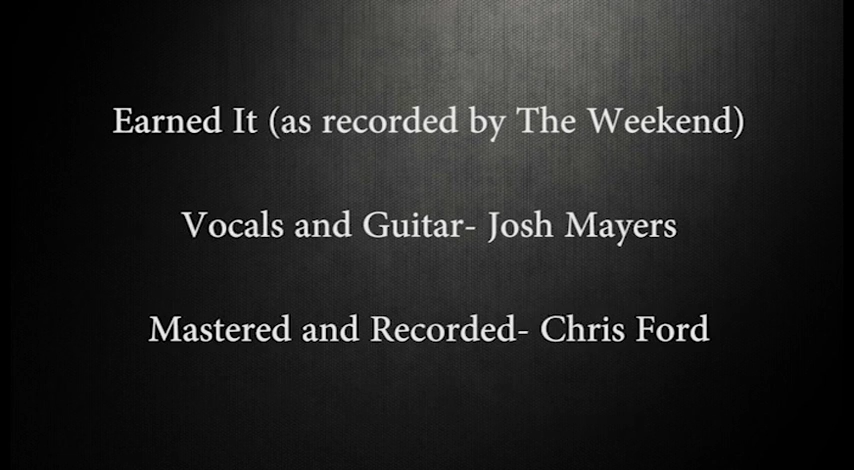 Earned It (as recorded by The Weekend)
Vocals and Guitar- Josh Mayers
Mastered and Recorded- Chris Ford